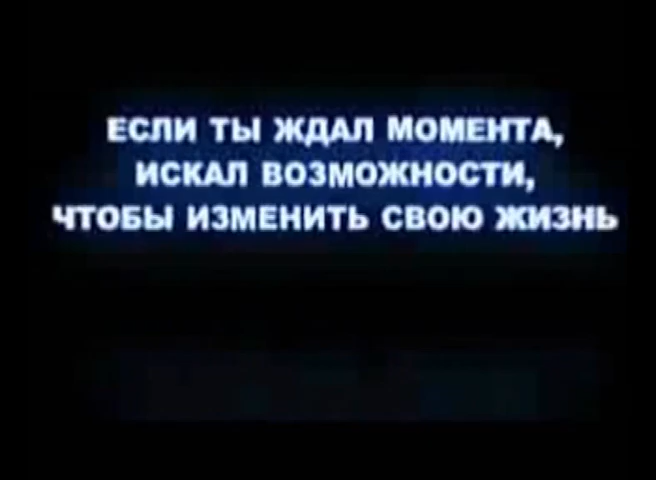 ЕСЛИ ТЫ ЖДАЛ МОМЕНТА,
ИСКАЛ ВОЗМОЖНОСТИ,
ЧТОБЫ ИЗМЕНИТЬ СВОЮ ЖИЗНЬ